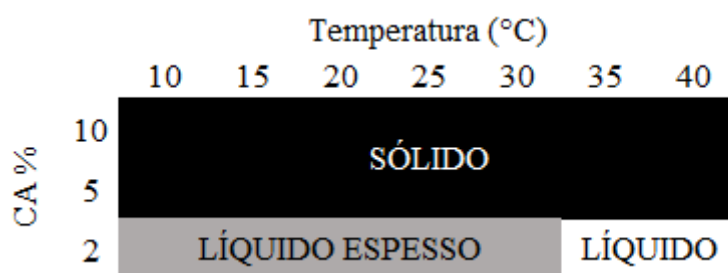 Temperatura (°C)
10 15 20 25 30 35 40
CA %
10
SÓLIDO
5
2 LÍQUIDO ESPESSO LÍQUIDO